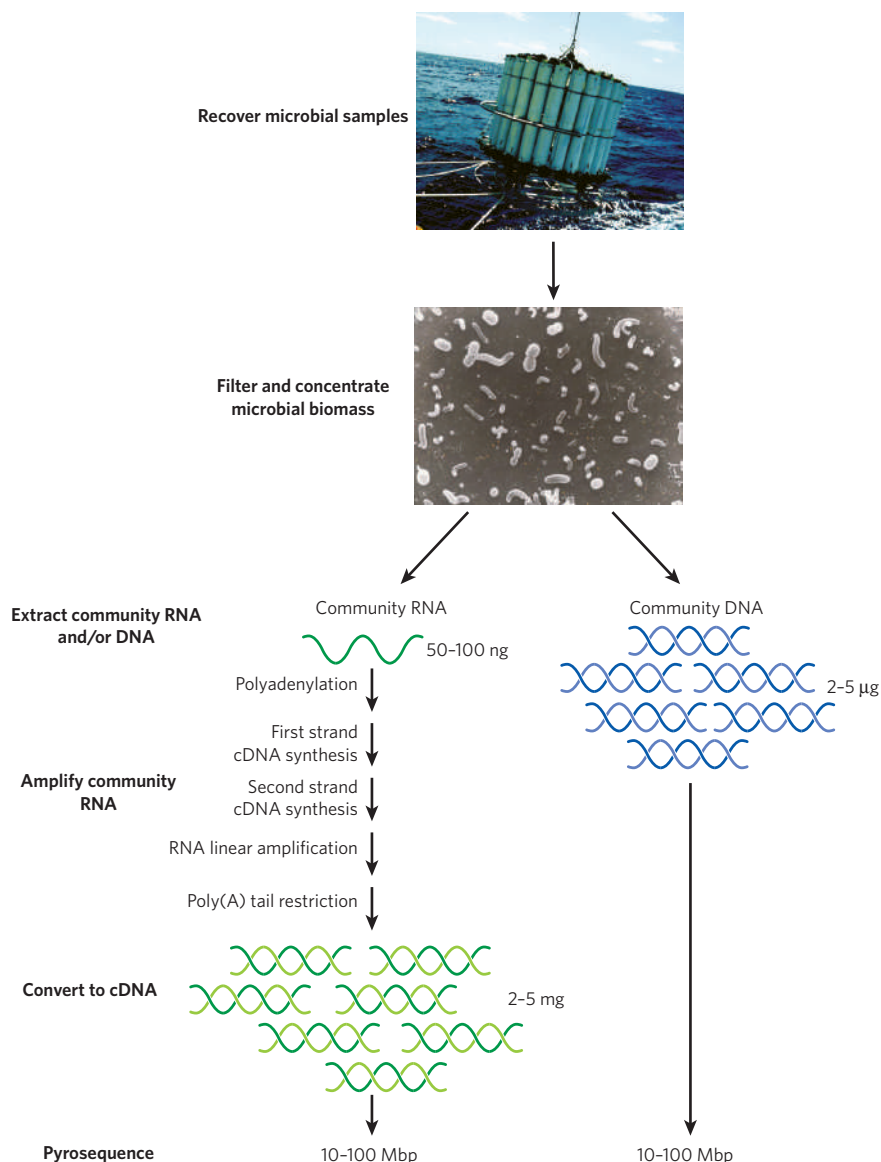 Recover microbial samples
Filter and concentrate
microbial biomass
Extract community RNA
and/or DNA
Community RNA
50–100 ng
Community DNA
2–5 µg
Polyadenylation
First strand
cDNA synthesis
Amplify community
RNA
Second strand
cDNA synthesis
RNA linear amplification
Poly(A) tail restriction
Convert to cDNA
2–5 mg
Pyrosequence
10–100 Mbp
10–100 Mbp